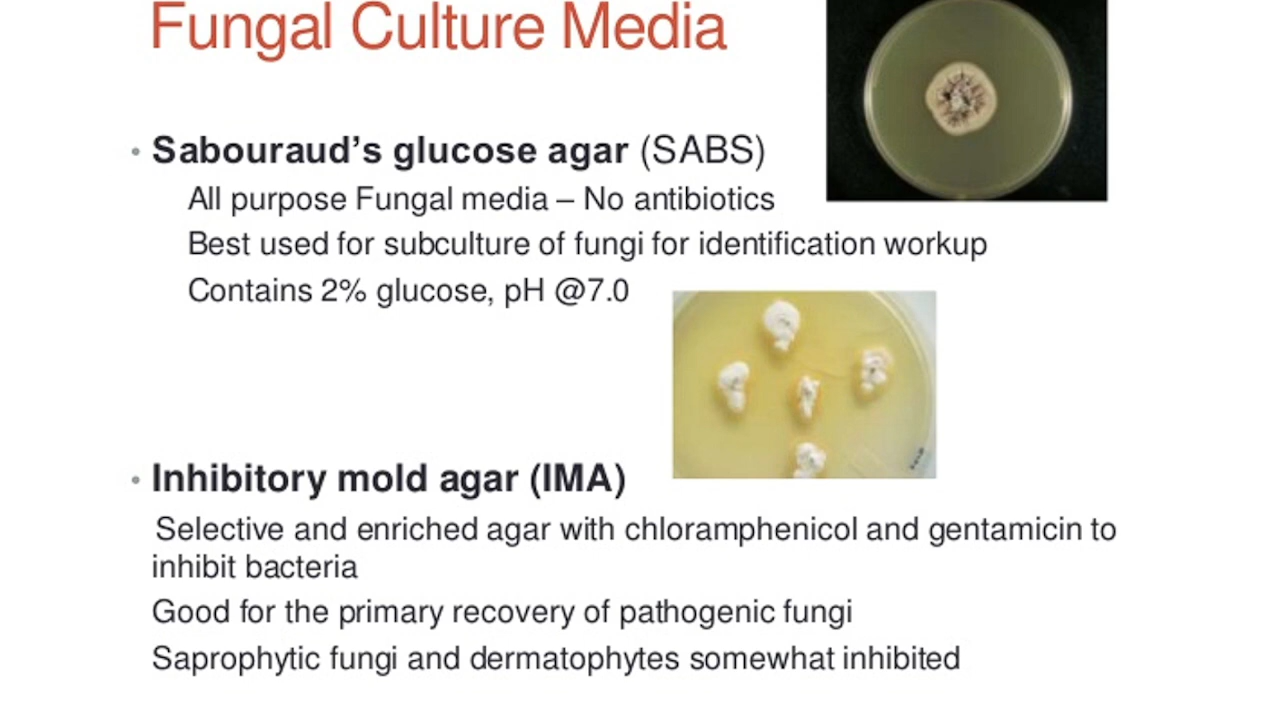 Fungal Culture Media
• Sabouraud’s glucose agar (SABS)
All purpose Fungal media – No antibiotics
Best used for subculture of fungi for identification workup
Contains 2% glucose, pH @7.0
• Inhibitory mold agar (IMA)
Selective and enriched agar with chloramphenicol and gentamicin to
inhibit bacteria
Good for the primary recovery of pathogenic fungi
Saprophytic fungi and dermatophytes somewhat inhibited